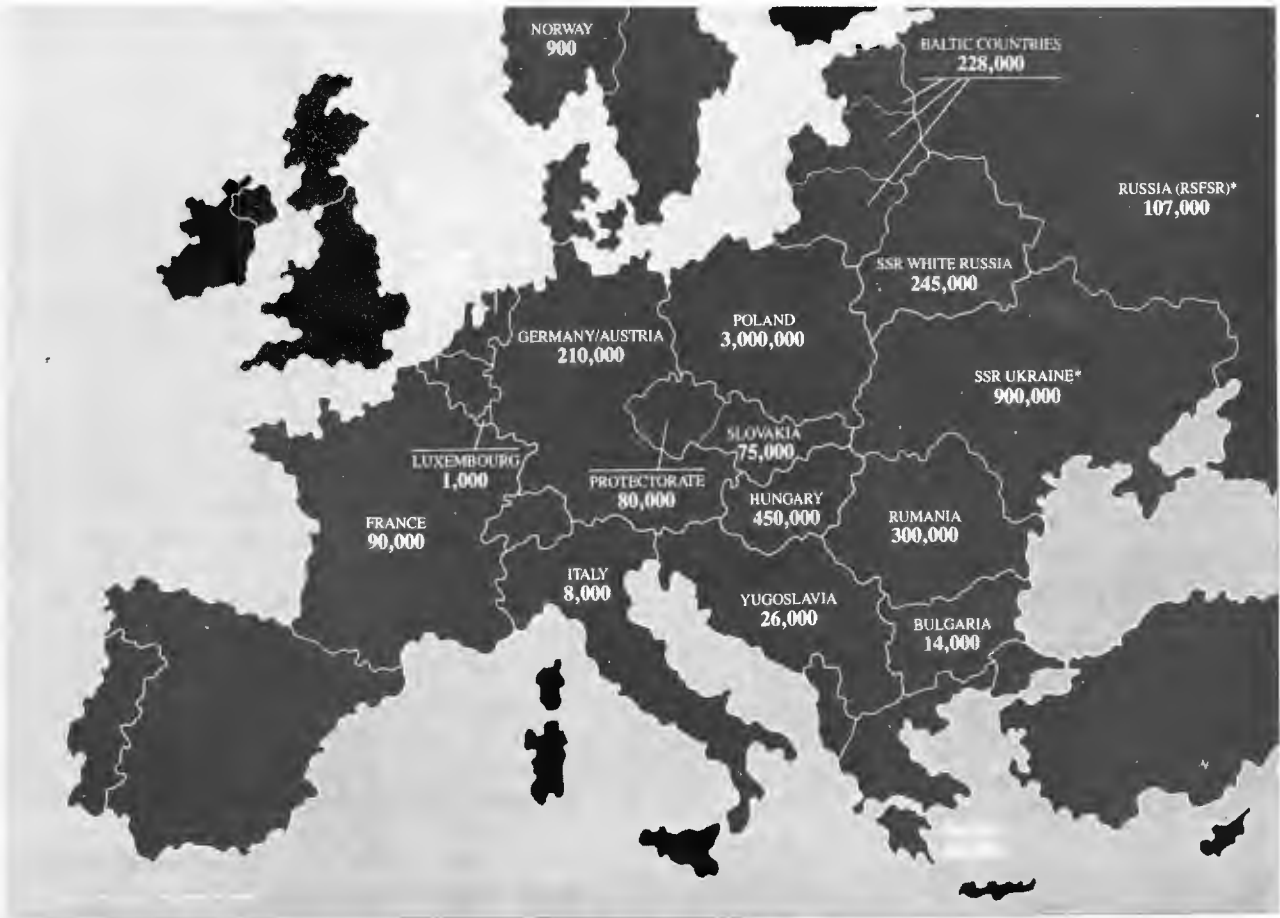 NORWAY
900
BALTIC COUNTRIES
228,000
RUSSIA (RSFSR)*
107,000
SSR WHITE RUSSIA
245,000
POLAND
3,000,000
GERMANY/AUSTRIA
210,000
SSR UKRAINE*
900,000
SLOVAKIA
75,000
LUXEMBOURG
1,000
PROTECTORATE
80,000
HUNGARY
450,000
FRANCE
90,000
RUMANIA
300,000
ITALY
8,000
YUGOSLAVIA
26,000
BULGARIA
14,000